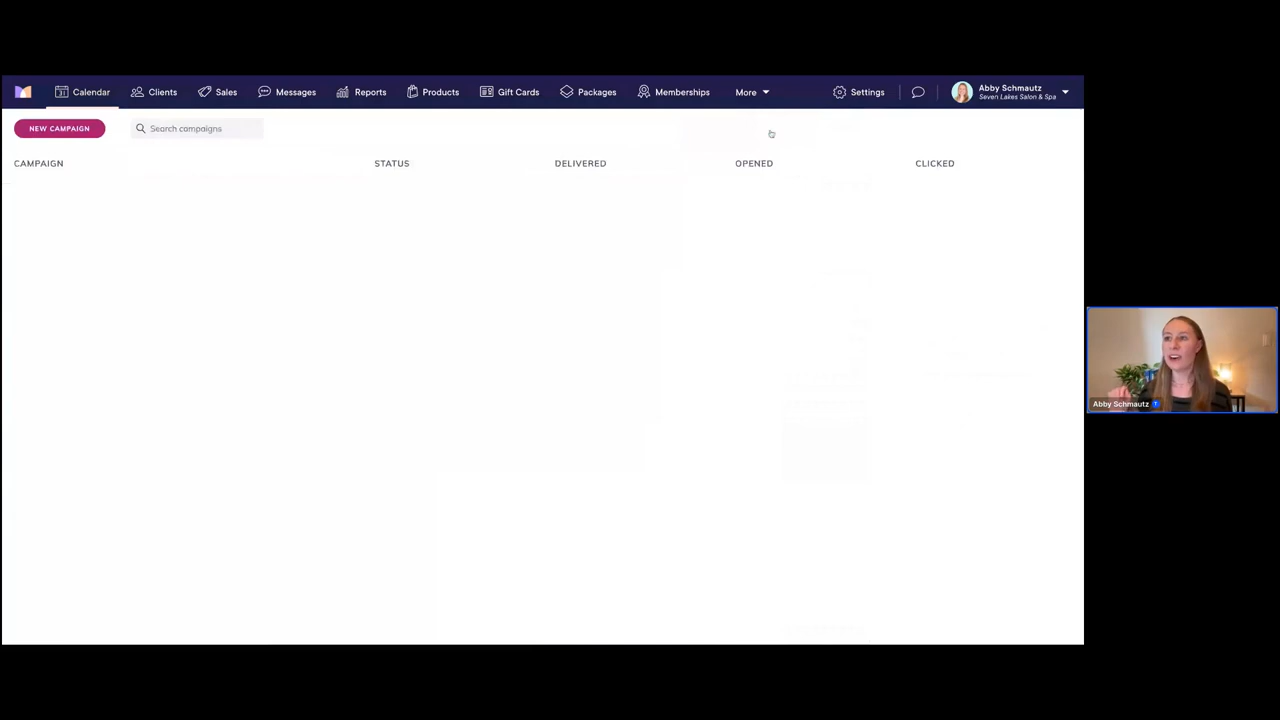 Calendar Clients Sales Messages Reports Products Gift Cards Packages Memberships More Settings Abby Schmautz
Seven Lakes Salon & Spa
NEW CAMPAIGN Search campaigns
CAMPAIGN STATUS DELIVERED OPENED CLICKED
Abby Schmautz